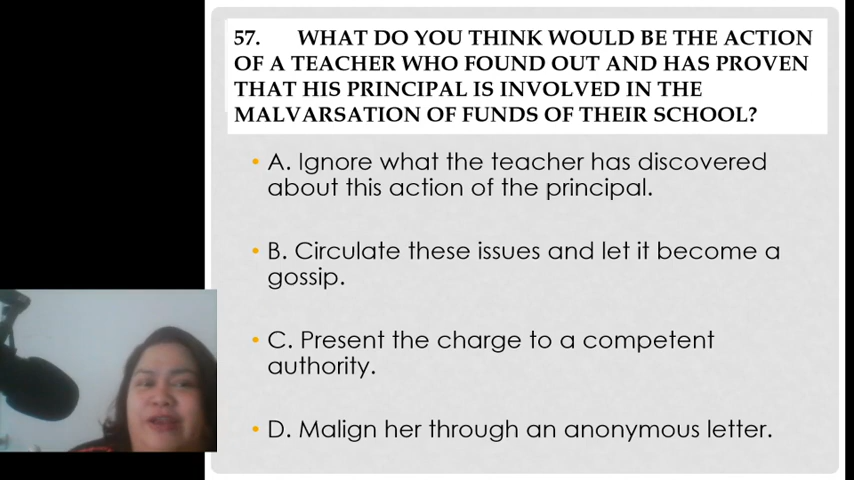 57. WHAT DO YOU THINK WOULD BE THE ACTION
OF A TEACHER WHO FOUND OUT AND HAS PROVEN
THAT HIS PRINCIPAL IS INVOLVED IN THE
MALVARSATION OF FUNDS OF THEIR SCHOOL?
• A. Ignore what the teacher has discovered
about this action of the principal.
• B. Circulate these issues and let it become a
gossip.
• C. Present the charge to a competent
authority.
• D. Malign her through an anonymous letter.